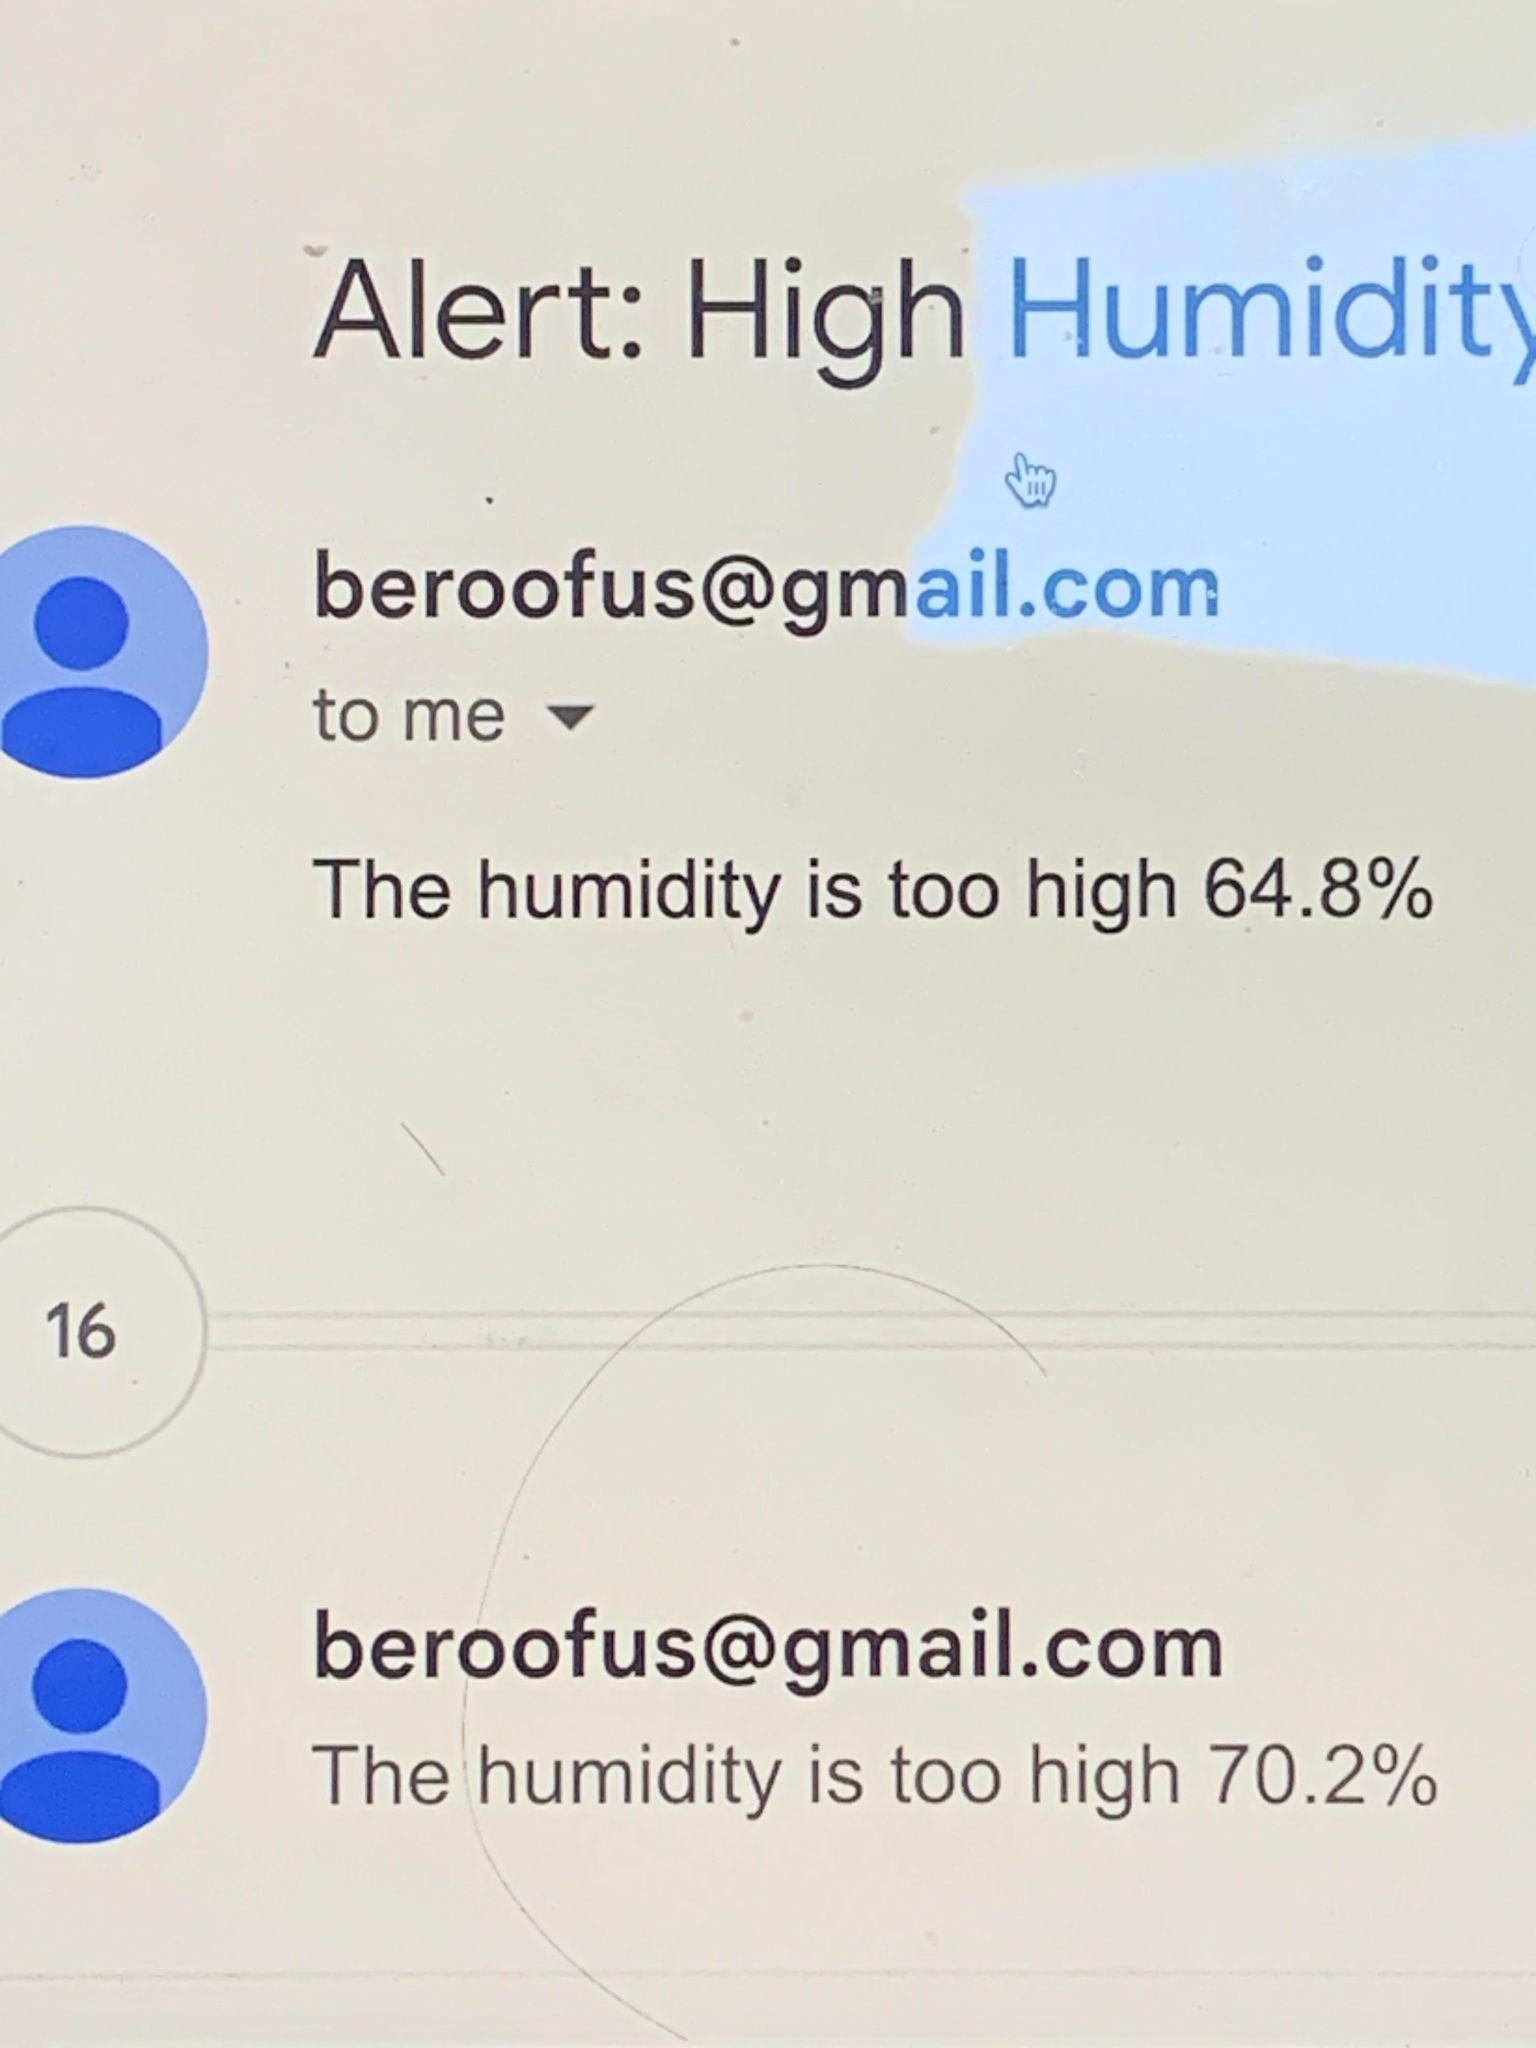 Alert: High Humidity
beroofus@gmail.com
to me
The humidity is too high 64.8%
16
beroofus@gmail.com
The humidity is too high 70.2%